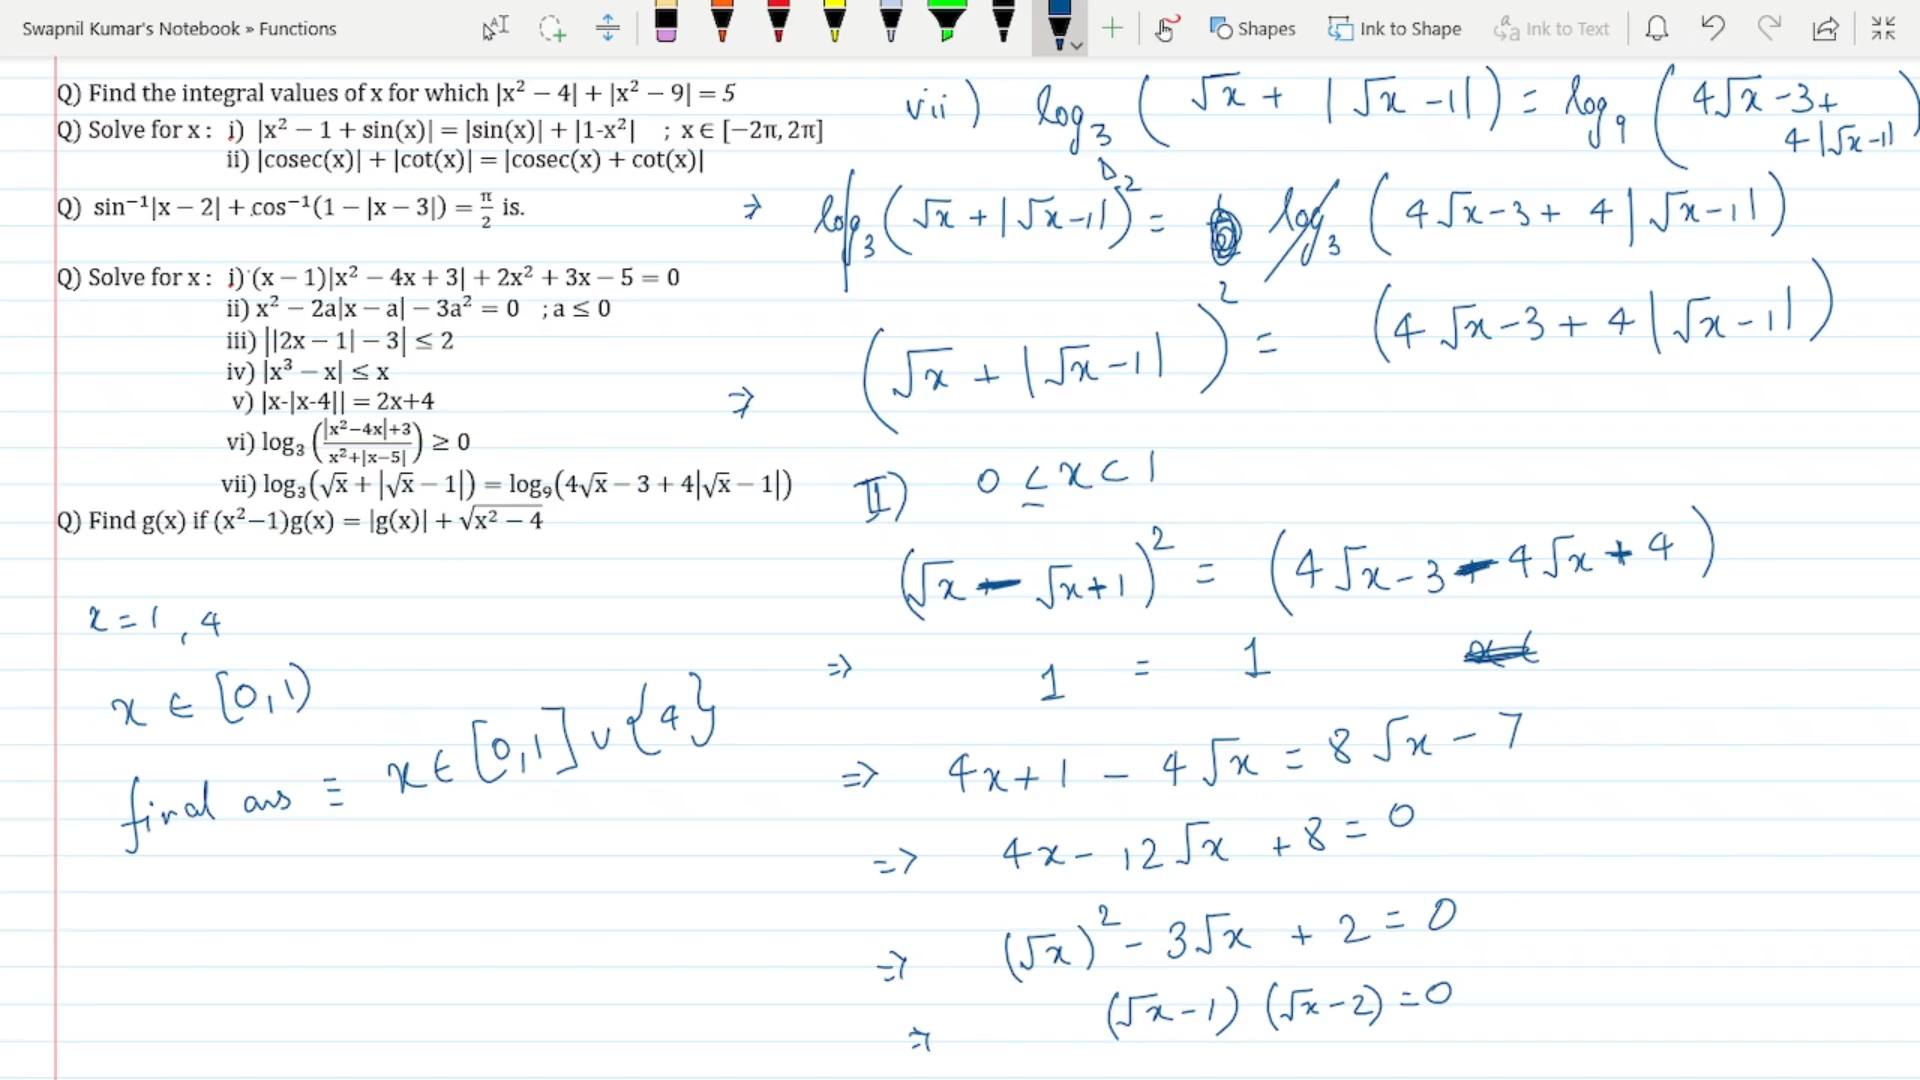 Swapnil Kumar's Notebook » Functions
Shapes
Ink to Shape
Ink to Text
Q) Find the integral values of x for which |x² − 4| + |x² − 9| = 5
Q) Solve for x : i) |x² − 1 + sin(x)| = |sin(x)| + |1-x²| ; x ∈ [−2π, 2π]
ii) |cosec(x)| + |cot(x)| = |cosec(x) + cot(x)|
Q) sin⁻¹|x − 2| + cos⁻¹(1 − |x − 3|) = π/2 is.
Q) Solve for x : i) (x − 1)|x² − 4x + 3| + 2x² + 3x − 5 = 0
ii) x² − 2a|x − a| − 3a² = 0 ; a ≤ 0
iii) ||2x − 1| − 3| ≤ 2
iv) |x³ − x| ≤ x
v) |x-|x-4|| = 2x+4
vi) log₃ (|x²−4x|+3 / x²+|x−5|) ≥ 0
vii) log₃(√x + |√x − 1|) = log₉(4√x − 3 + 4|√x − 1|)
Q) Find g(x) if (x²−1)g(x) = |g(x)| + √(x² − 4)
x = 1, 4
x ∈ [0,1)
final ans ≡ x ∈ [0,1] ∪ {4}
vii) log₃ (√x + |√x −1|) = log₉ (4√x −3+ 4|√x −1|)
⇒ log₃ (√x + |√x −1|)² = log₃ (4√x −3 + 4|√x −1|)
⇒ (√x + |√x −1|)² = (4√x −3 + 4|√x −1|)
II) 0 ≤ x < 1
(√x − √x+1)² = (4√x −3 − 4√x + 4)
⇒ 1 = 1
⇒ 4x+1 − 4√x = 8√x − 7
⇒ 4x − 12√x + 8 = 0
⇒ (√x)² − 3√x + 2 = 0
⇒ (√x −1) (√x −2) = 0